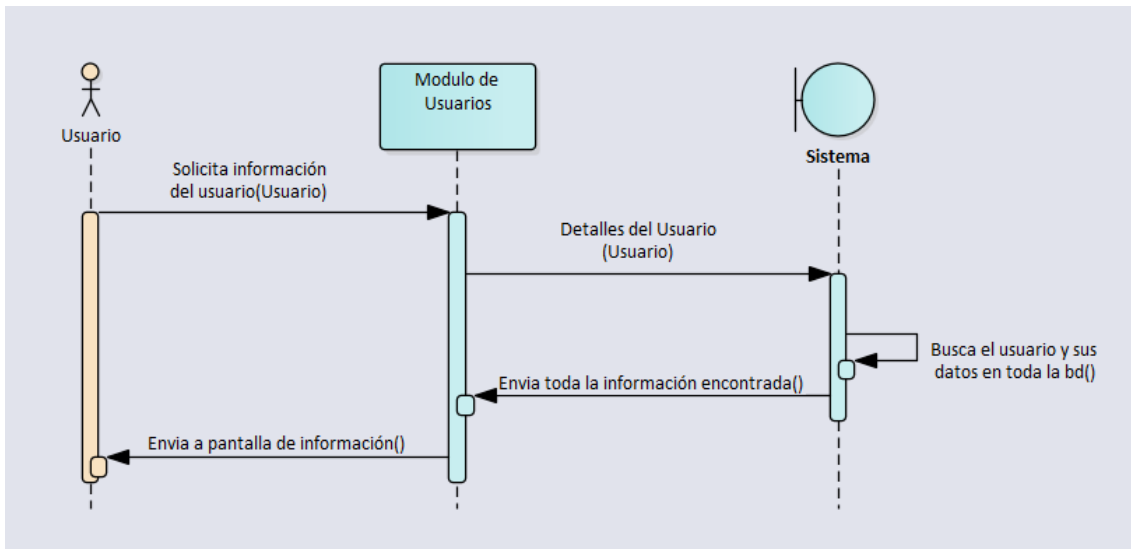 Usuario
Modulo de
Usuarios
Sistema
Solicita información
del usuario(Usuario)
Detalles del Usuario
(Usuario)
Busca el usuario y sus
datos en toda la bd()
Envia toda la información encontrada()
Envia a pantalla de información()